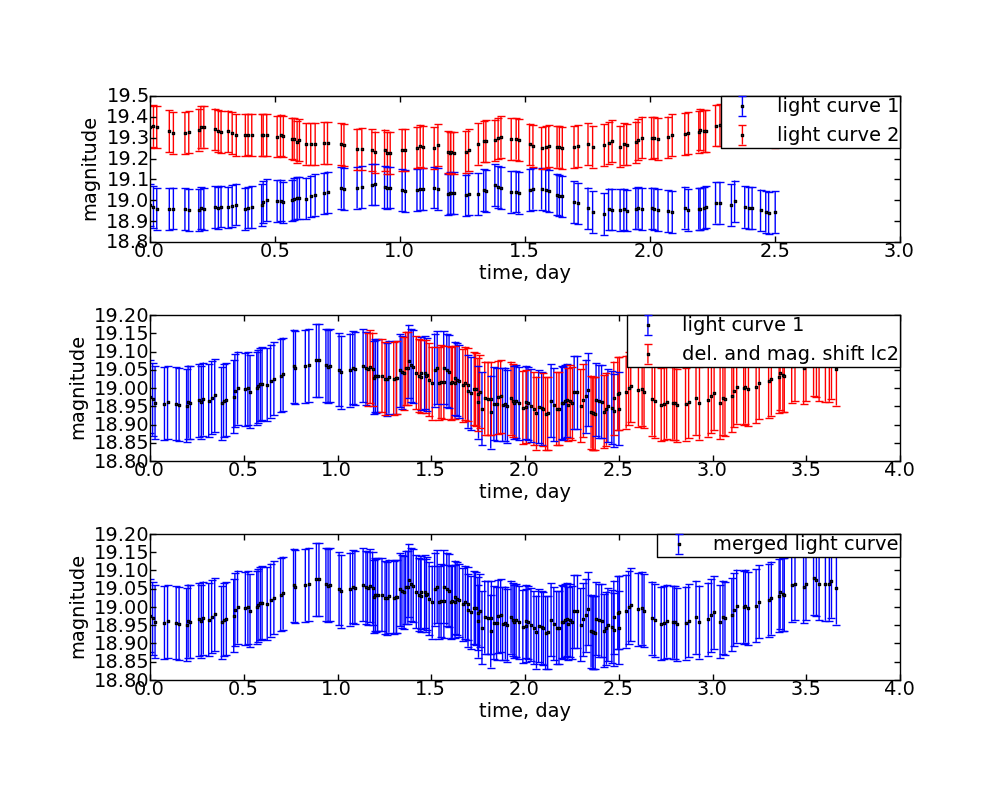 19.5
19.4
19.3
19.2
19.1
19.0
18.9
18.8
magnitude
light curve 1
light curve 2
0.0 0.5 1.0 1.5 2.0 2.5 3.0
time, day
19.20
19.15
19.10
19.05
19.00
18.95
18.90
18.85
18.80
magnitude
light curve 1
del. and mag. shift lc2
0.0 0.5 1.0 1.5 2.0 2.5 3.0 3.5 4.0
time, day
19.20
19.15
19.10
19.05
19.00
18.95
18.90
18.85
18.80
magnitude
merged light curve
0.0 0.5 1.0 1.5 2.0 2.5 3.0 3.5 4.0
time, day